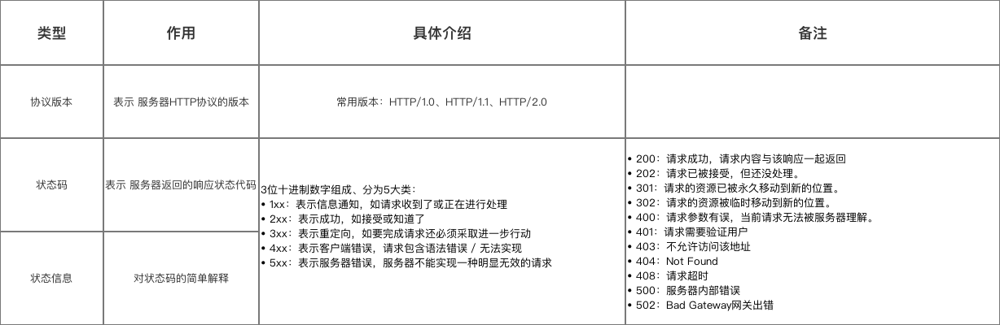 类型
作用
具体介绍
备注
协议版本
表示 服务器HTTP协议的版本
常用版本：HTTP/1.0、HTTP/1.1、HTTP/2.0
状态码
表示 服务器返回的响应状态代码
3位十进制数字组成、分为5大类：
• 1xx：表示信息通知，如请求收到了或正在进行处理
• 2xx：表示成功，如接受或知道了
• 3xx：表示重定向，如要完成请求还必须采取进一步行动
• 4xx：表示客户端错误，请求包含语法错误 / 无法实现
• 5xx：表示服务器错误，服务器不能实现一种明显无效的请求
• 200：请求成功，请求内容与该响应一起返回
• 202：请求已被接受，但还没处理。
• 301：请求的资源已被永久移动到新的位置。
• 302：请求的资源被临时移动到新的位置。
• 400：请求参数有误，当前请求无法被服务器理解。
• 401：请求需要验证用户
• 403：不允许访问该地址
• 404：Not Found
• 408：请求超时
• 500：服务器内部错误
• 502：Bad Gateway网关出错
状态信息
对状态码的简单解释